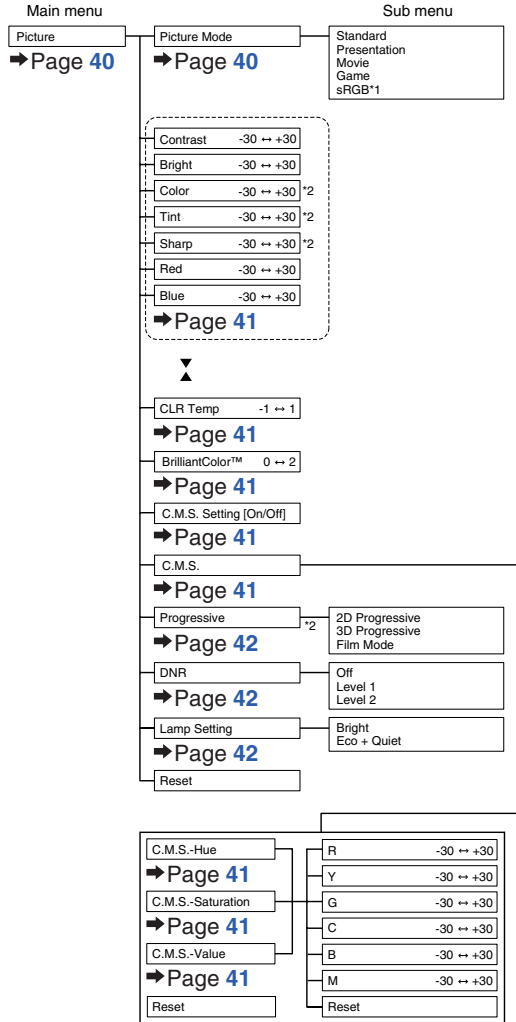 Main menu
Sub menu
Picture
➡Page 40
Picture Mode
➡Page 40
Standard
Presentation
Movie
Game
sRGB*1
Contrast -30 ↔ +30
Bright -30 ↔ +30
Color -30 ↔ +30 *2
Tint -30 ↔ +30 *2
Sharp -30 ↔ +30 *2
Red -30 ↔ +30
Blue -30 ↔ +30
➡Page 41
CLR Temp -1 ↔ 1
➡Page 41
BrilliantColor™ 0 ↔ 2
➡Page 41
C.M.S. Setting [On/Off]
➡Page 41
C.M.S.
➡Page 41
Progressive *2
➡Page 42
2D Progressive
3D Progressive
Film Mode
DNR
➡Page 42
Off
Level 1
Level 2
Lamp Setting
➡Page 42
Bright
Eco + Quiet
Reset
C.M.S.-Hue
➡Page 41
C.M.S.-Saturation
➡Page 41
C.M.S.-Value
➡Page 41
Reset
R -30 ↔ +30
Y -30 ↔ +30
G -30 ↔ +30
C -30 ↔ +30
B -30 ↔ +30
M -30 ↔ +30
Reset